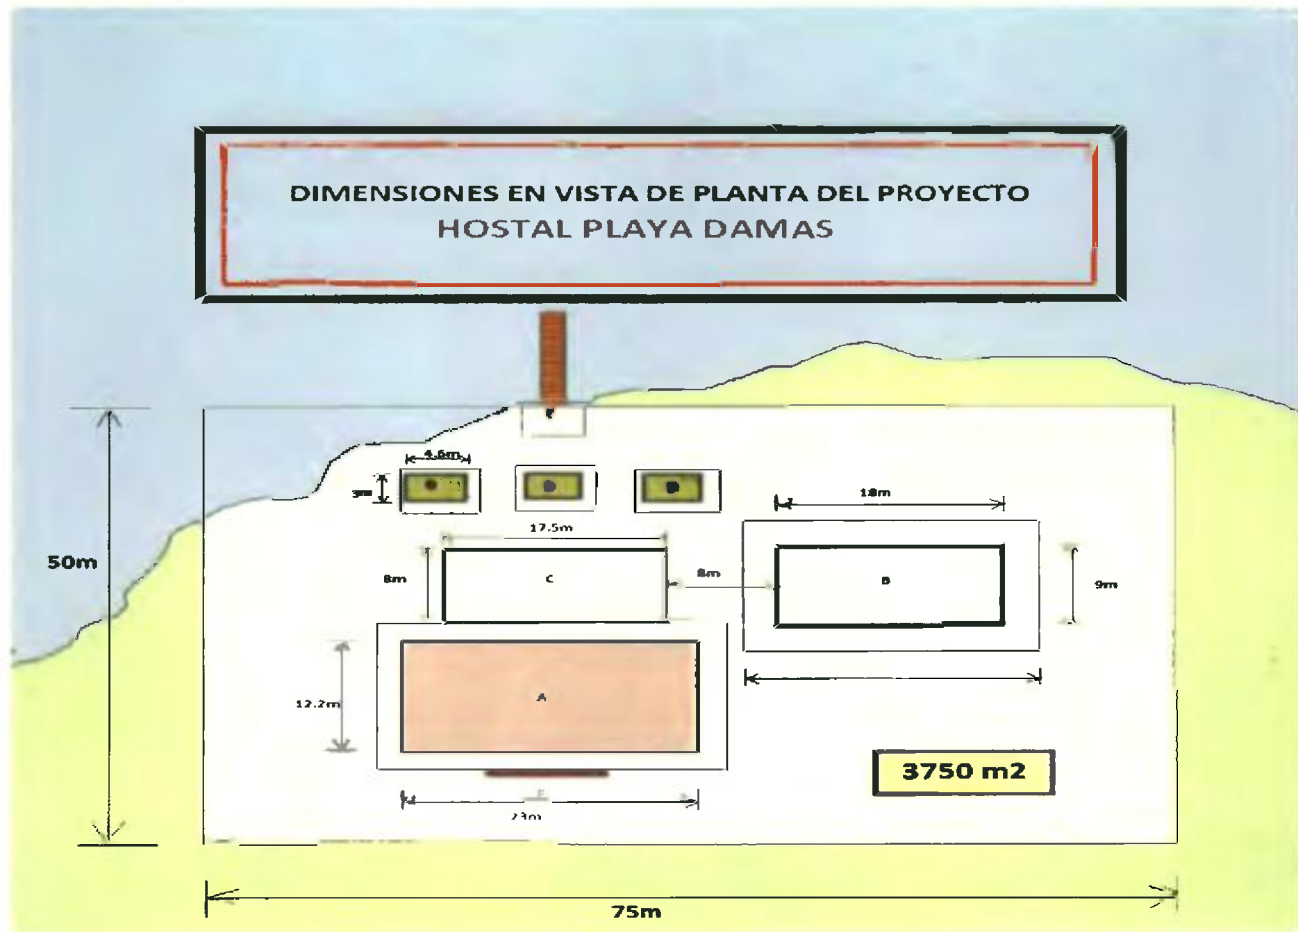 DIMENSIONES EN VISTA DE PLANTA DEL PROYECTO
HOSTAL PLAYA DAMAS
4.6m
3m
18m
17.5m
50m
8m
C
8m
B
9m
12.2m
A
3750 m2
23m
75m